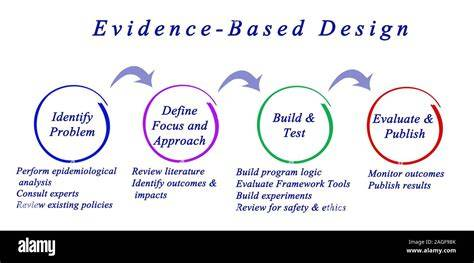 Evidence-Based Design
Identify
Problem
Define
Focus and
Approach
Build &
Test
Evaluate &
Publish
Perform epidemiological
analysis
Consult experts
Review existing policies
Review literature
Identify outcomes &
impacts
Build program logic
Evaluate Framework Tools
Build experiments
Review for safety & ethics
Monitor outcomes
Publish results
alamy
Image ID: 2AGF98K
www.alamy.com